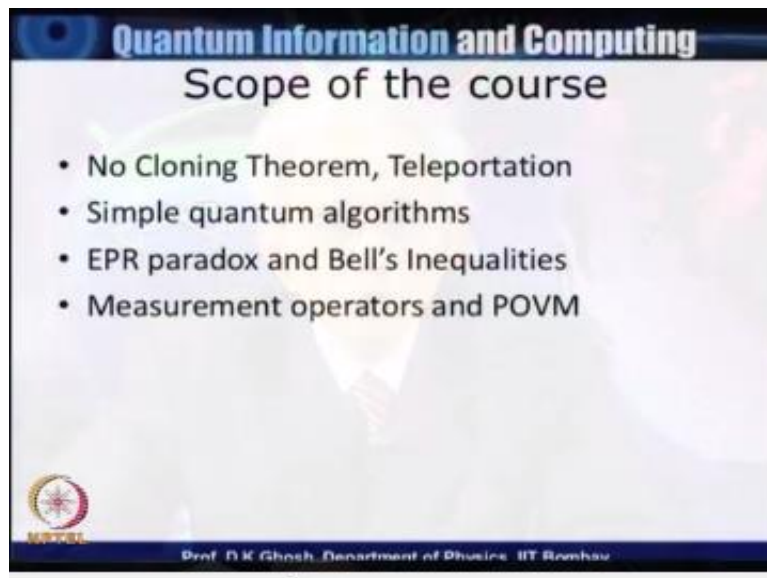 Quantum Information and Computing
Scope of the course
• No Cloning Theorem, Teleportation
• Simple quantum algorithms
• EPR paradox and Bell's Inequalities
• Measurement operators and POVM
NPTEL
Prof. D.K Ghosh, Department of Physics, IIT Bombay